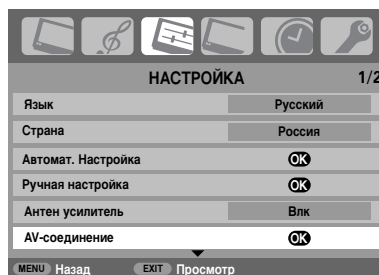 НАСТРОЙКА 1/2
Язык Русский
Страна Россия
Автомат. Настройка OK
Ручная настройка OK
Антен усилитель Влк
AV-соединение OK
MENU Назад EXIT Просмотр